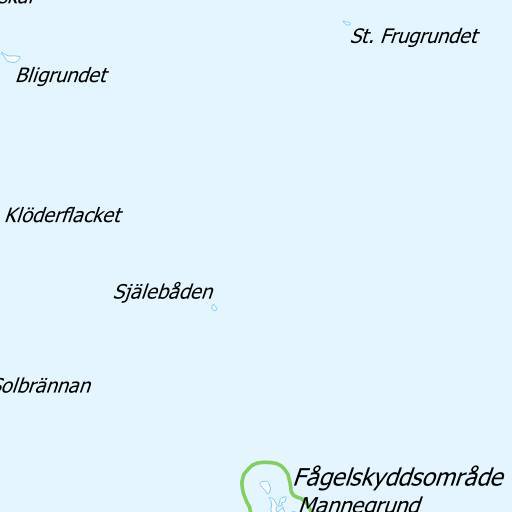 St. Frugrundet
Bligrundet
Klöderflacket
Själebåden
Solbrännan
Fågelskyddsområde
Mannegrund